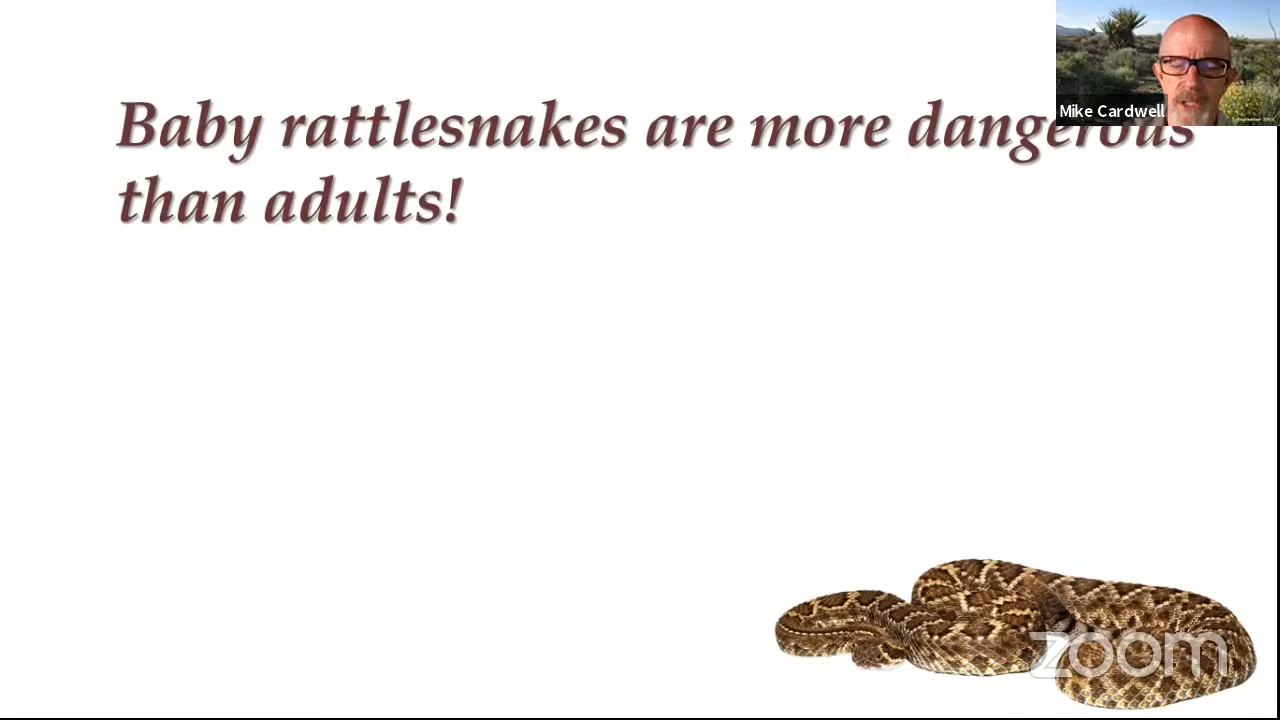 Baby rattlesnakes are more dangerous
than adults!
Mike Cardwell
zoom